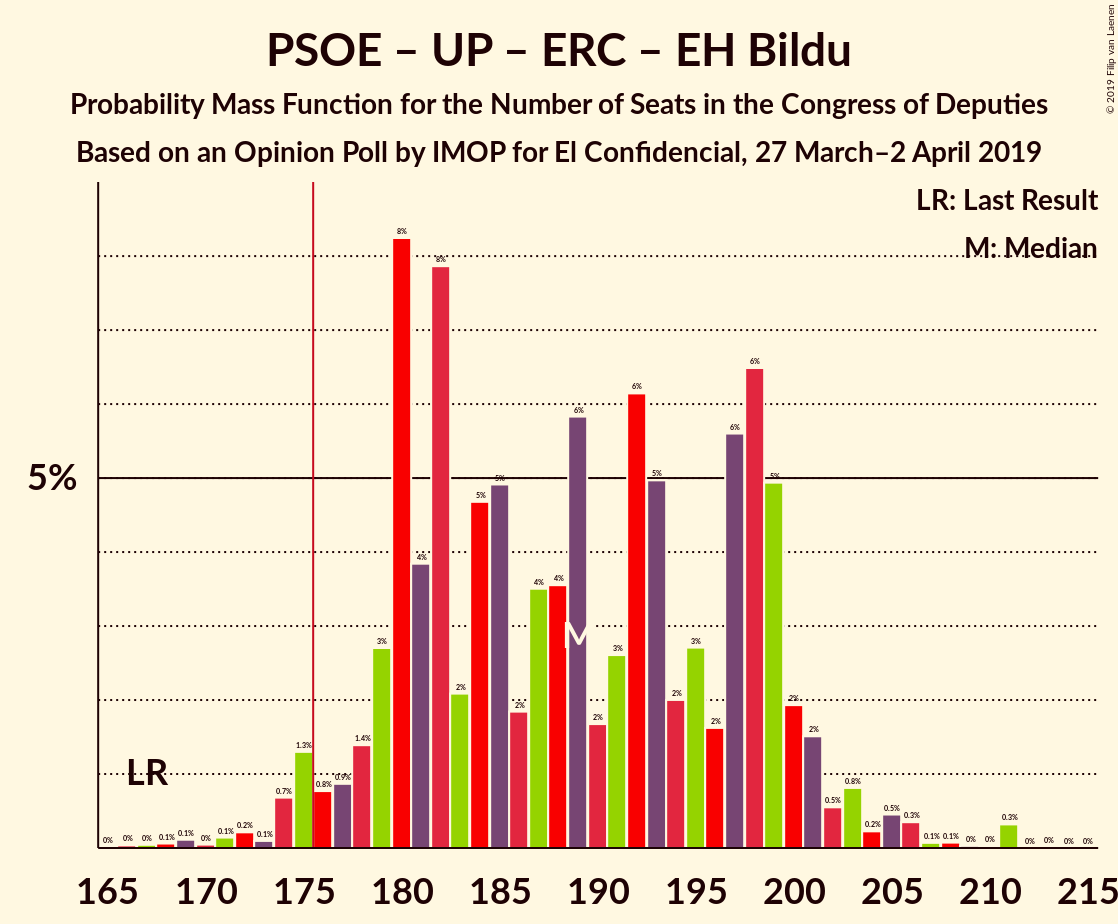 PSOE – UP – ERC – EH Bildu
Probability Mass Function for the Number of Seats in the Congress of Deputies
Based on an Opinion Poll by IMOP for El Confidencial, 27 March–2 April 2019
© 2019 Filip van Laenen
LR: Last Result
M: Median
5%
LR
M
0% 0% 0% 0.1% 0.1% 0% 0.1% 0.2% 0.1% 0.7% 1.3% 0.8% 0.9% 1.4% 3% 8% 4% 8% 2% 5% 5% 2% 4% 4% 6% 2% 3% 6% 5% 2% 3% 2% 6% 6% 5% 2% 2% 0.5% 0.8% 0.2% 0.5% 0.3% 0.1% 0.1% 0% 0% 0.3% 0% 0% 0% 0%
165 170 175 180 185 190 195 200 205 210 215